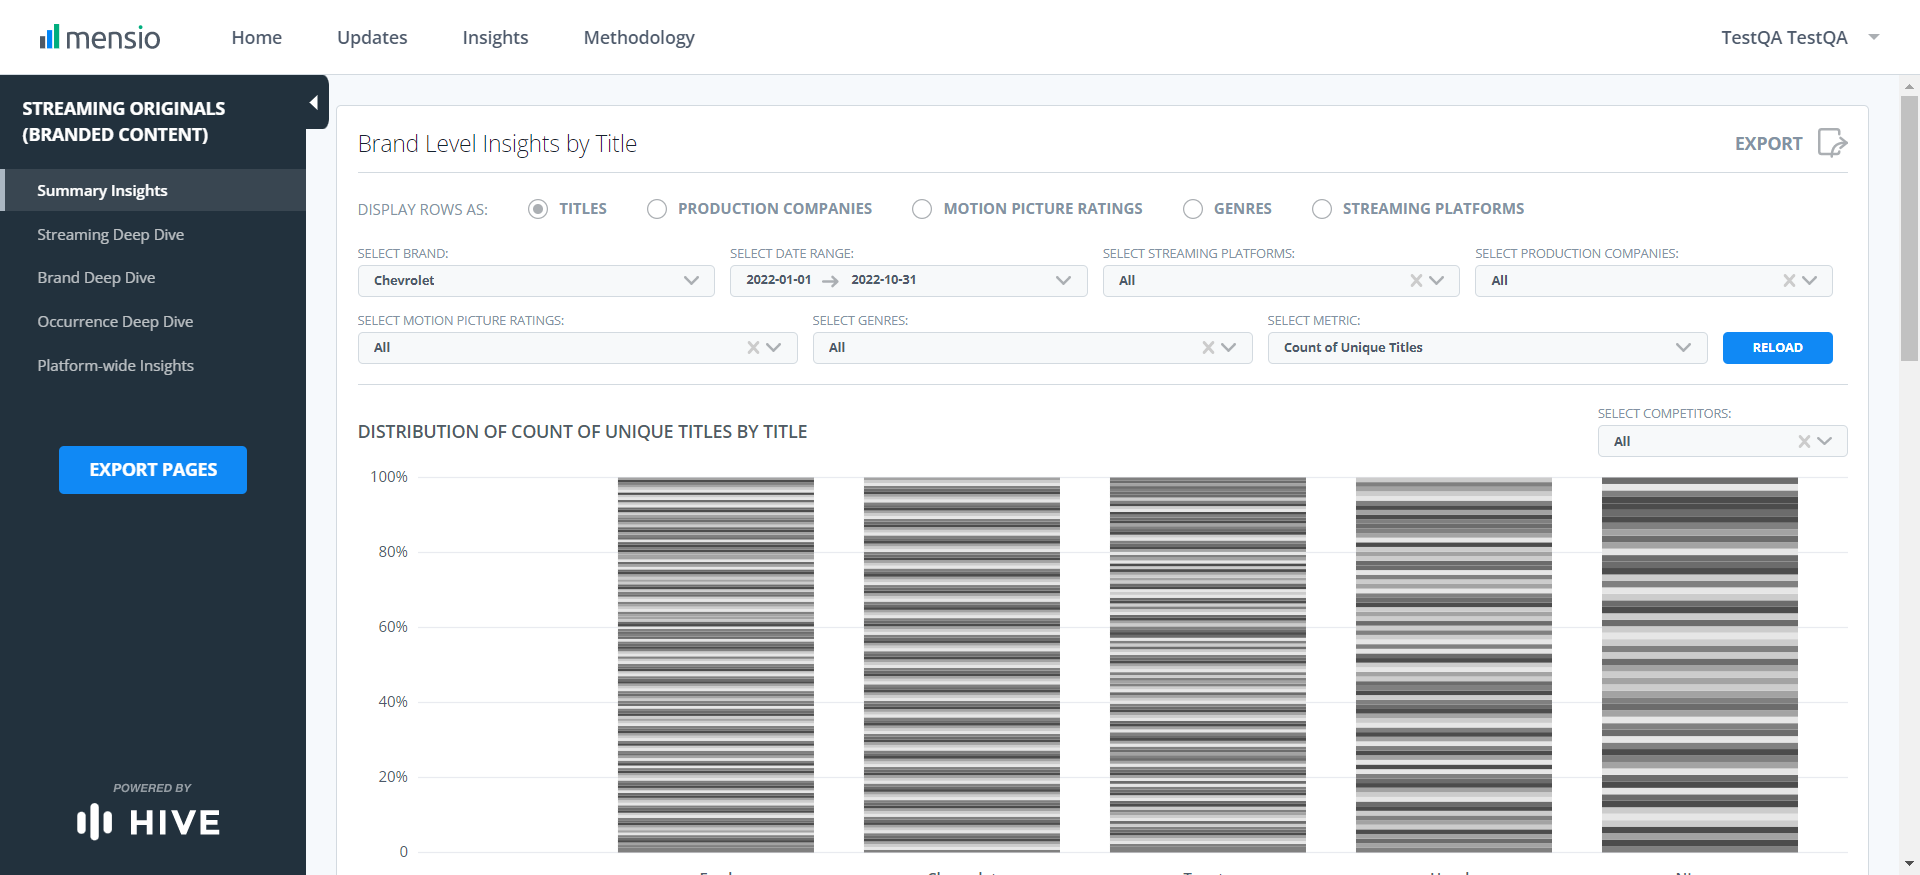 mensio
Home
Updates
Insights
Methodology
TestQA TestQA
STREAMING ORIGINALS
(BRANDED CONTENT)
Summary Insights
Streaming Deep Dive
Brand Deep Dive
Occurrence Deep Dive
Platform-wide Insights
EXPORT PAGES
POWERED BY
HIVE
Brand Level Insights by Title
EXPORT
DISPLAY ROWS AS:
TITLES
PRODUCTION COMPANIES
MOTION PICTURE RATINGS
GENRES
STREAMING PLATFORMS
SELECT BRAND:
Chevrolet
SELECT DATE RANGE:
2022-01-01 → 2022-10-31
SELECT STREAMING PLATFORMS:
All
SELECT PRODUCTION COMPANIES:
All
SELECT MOTION PICTURE RATINGS:
All
SELECT GENRES:
All
SELECT METRIC:
Count of Unique Titles
RELOAD
DISTRIBUTION OF COUNT OF UNIQUE TITLES BY TITLE
SELECT COMPETITORS:
All
100%
80%
60%
40%
20%
0